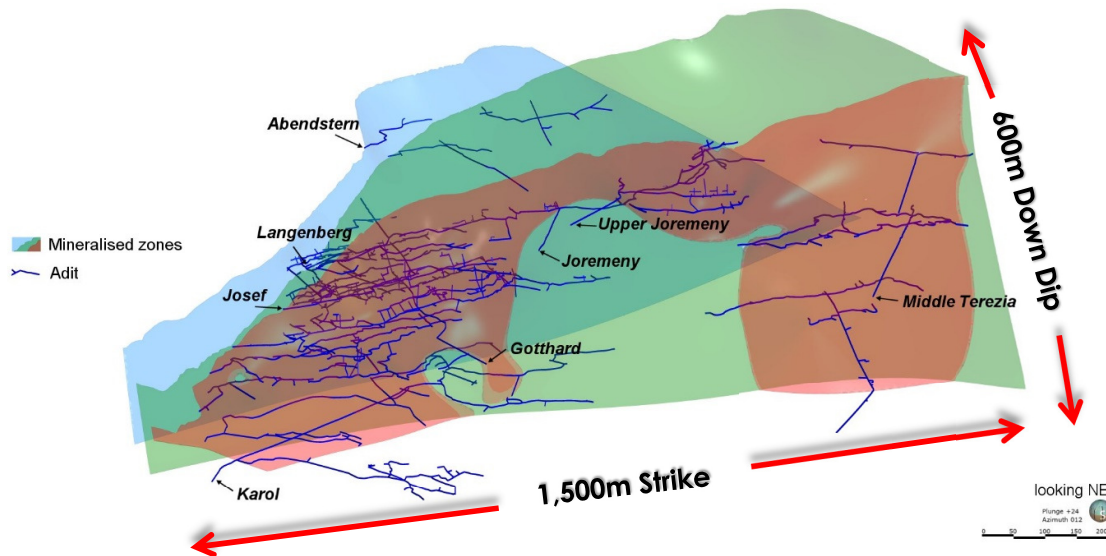 Abendstern
600m Down Dip
Langenberg
Upper Joremeny
Mineralised zones
Joremeny
Adit
Josef
Middle Terezia
Gotthard
1,500m Strike
Karol
looking NE
Plunge +24
Azimuth 012
0 50 100 150 200